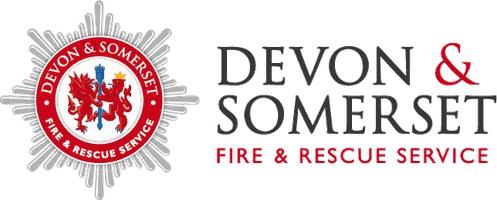 DEVON & SOMERSET
FIRE & RESCUE SERVICE
DEVON &
SOMERSET
FIRE & RESCUE SERVICE